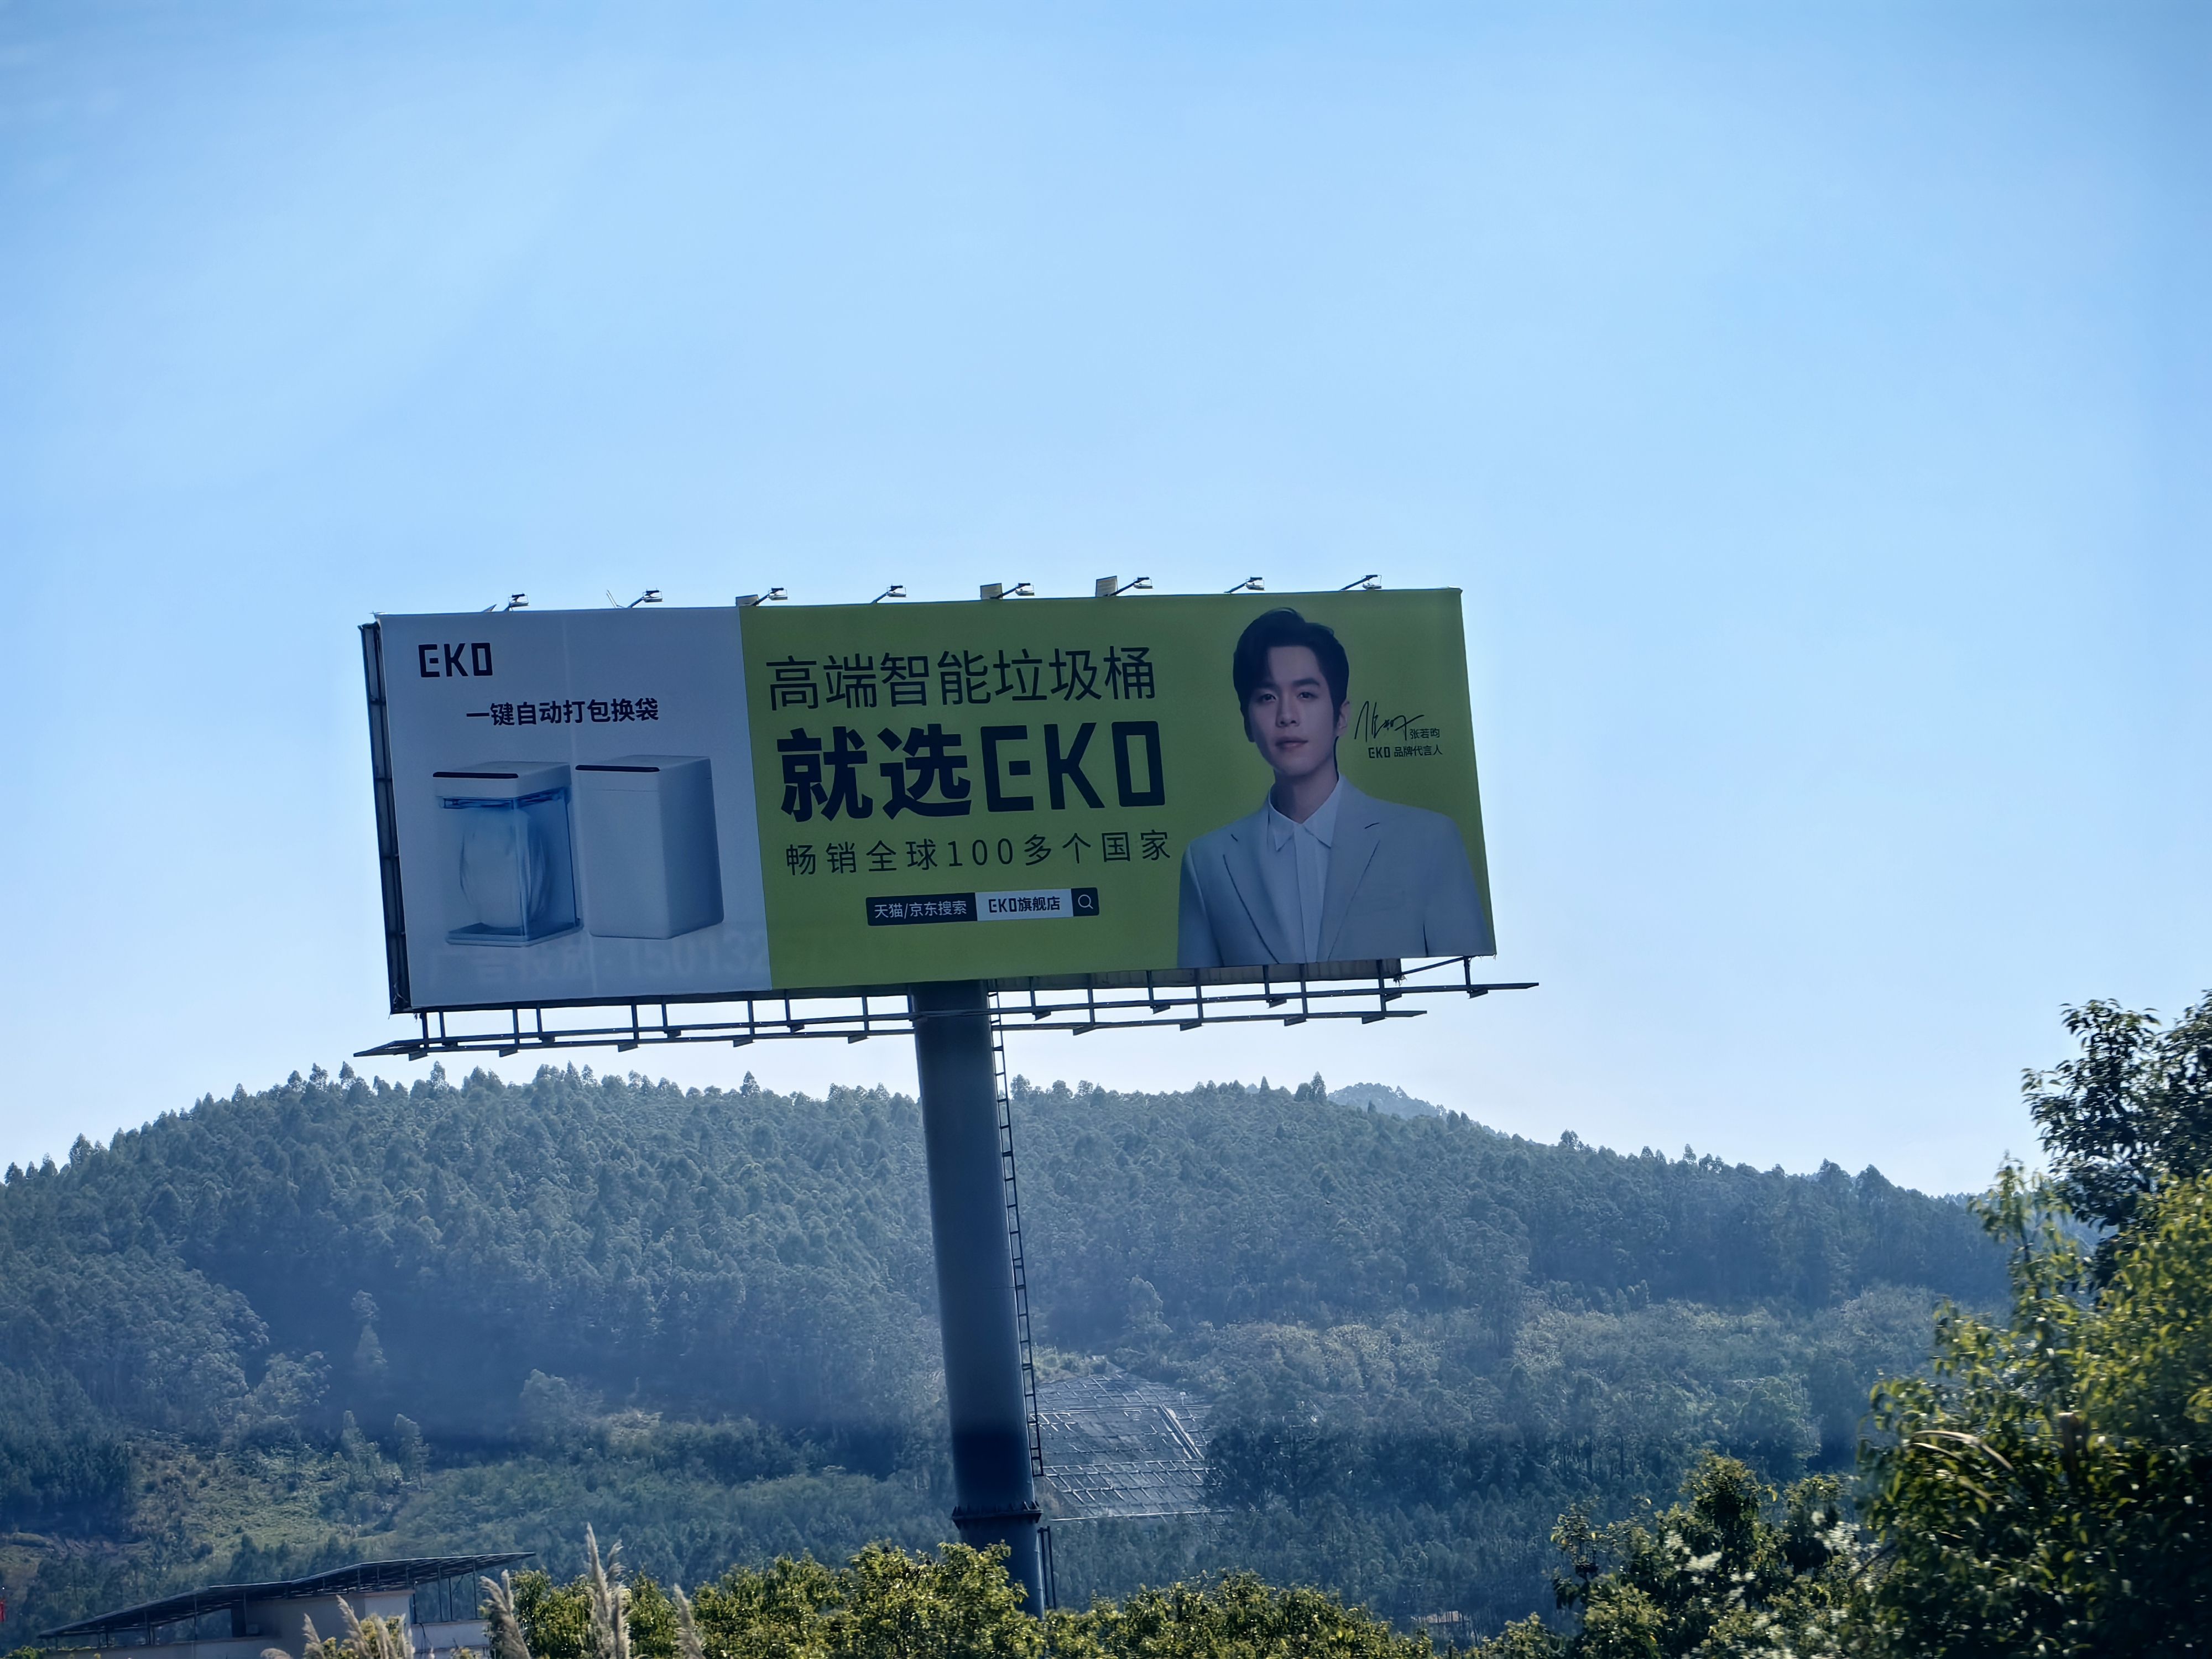 EKO
一键自动打包换袋
高端智能垃圾桶
就选EKO
畅销全球100多个国家
天猫/京东搜索 EKO旗舰店
张若昀
EKO 品牌代言人